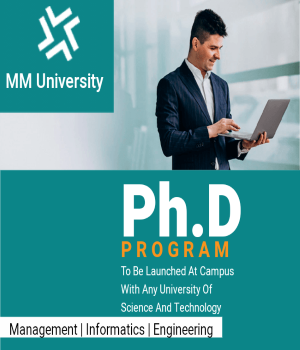 MM University
Ph.D
PROGRAM
To Be Launched At Campus
With Any University Of
Science And Technology
Management | Informatics | Engineering